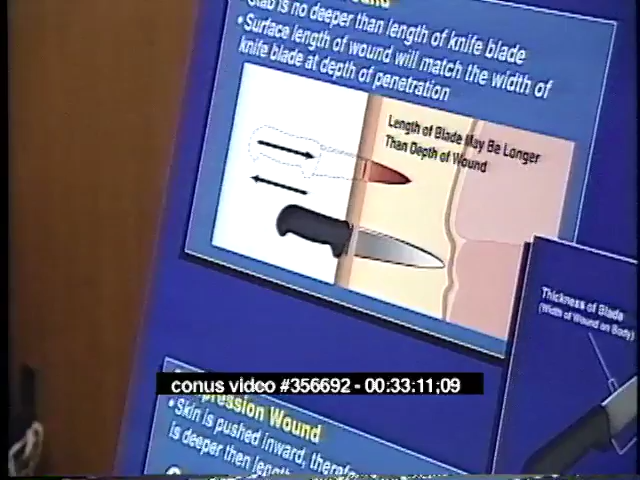 Stab is no deeper than length of knife blade
• Surface length of wound will match the width of
knife blade at depth of penetration
Length of Blade May Be Longer
Than Depth of Wound
Thickness of Blade
(Width of Wound on Body)
conus video #356692 - 00:33:11;09
pression Wound
• Skin is pushed inward, theref
is deeper then leng